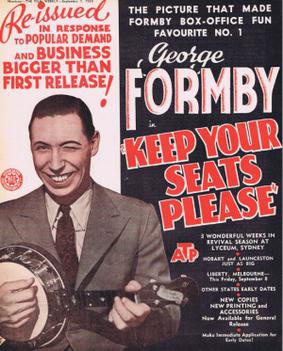 THE FILM WEEKLY
Re-issued
IN RESPONSE
TO POPULAR DEMAND
AND BUSINESS
BIGGER THAN
FIRST RELEASE!
THE PICTURE THAT MADE
FORMBY BOX-OFFICE FUN
FAVOURITE NO. 1
George
FORMBY
in
"KEEP YOUR
SEATS
PLEASE"
ATP
3 WONDERFUL WEEKS IN
REVIVAL SEASON AT
LYCEUM, SYDNEY
HOBART and LAUNCESTON
JUST AS BIG
LIBERTY, MELBOURNE—
This Friday, September 8
OTHER STATES EARLY DATES
NEW COPIES
NEW PRINTING and
ACCESSORIES
Now Available for General
Release
Make Immediate Application for
Early Dates!